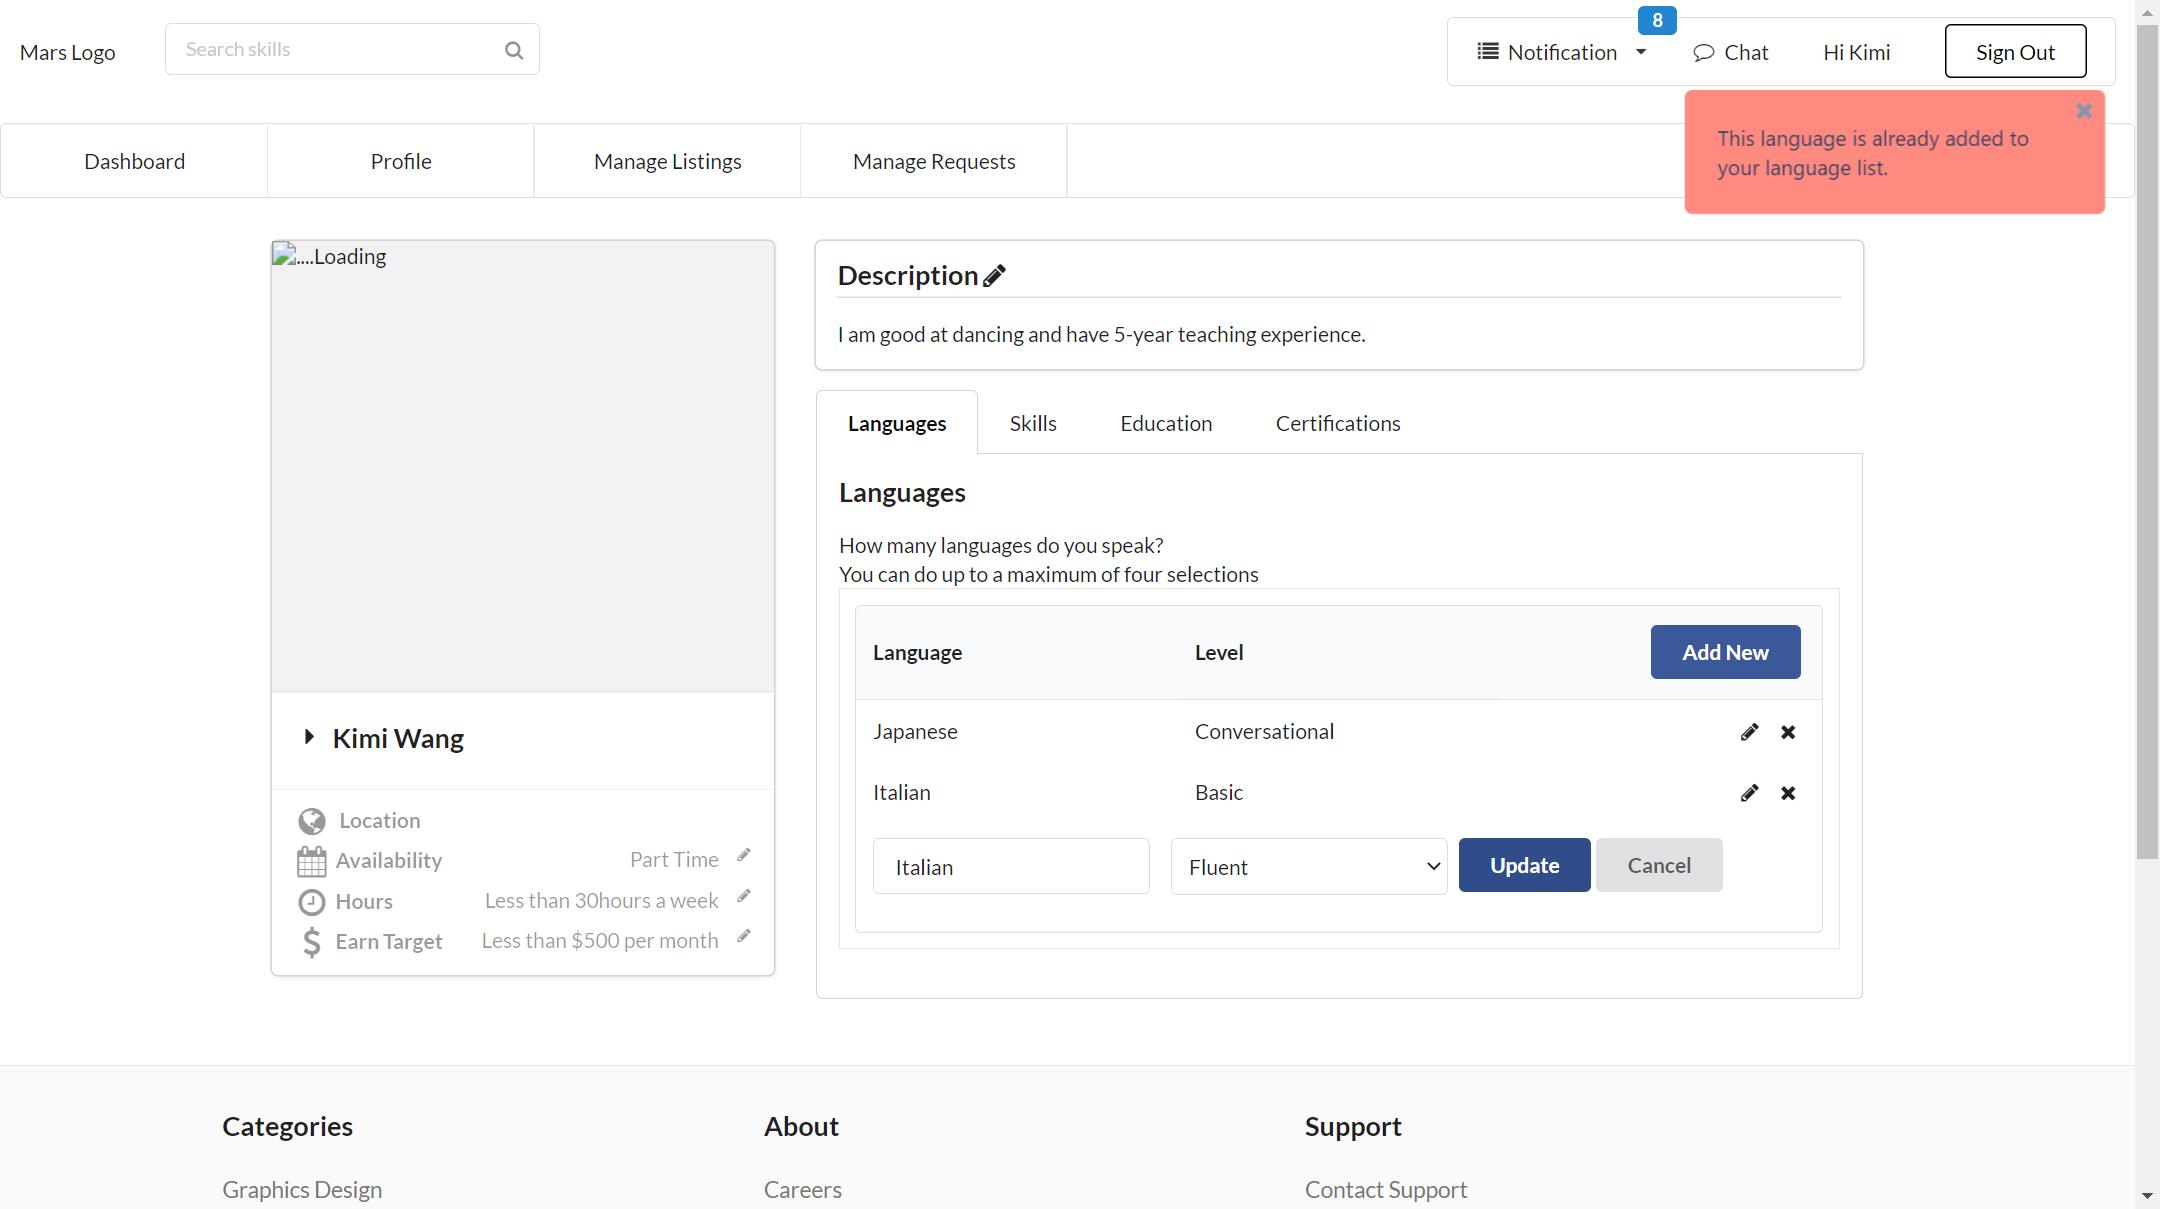 Mars Logo
Search skills
8
Notification
Chat
Hi Kimi
Sign Out
This language is already added to
your language list.
Dashboard
Profile
Manage Listings
Manage Requests
....Loading
Kimi Wang
Location
Availability
Part Time
Hours
Less than 30hours a week
Earn Target
Less than $500 per month
Description
I am good at dancing and have 5-year teaching experience.
Languages
Skills
Education
Certifications
Languages
How many languages do you speak?
You can do up to a maximum of four selections
Language
Level
Add New
Japanese
Conversational
Italian
Basic
Italian
Fluent
Update
Cancel
Categories
Graphics Design
About
Careers
Support
Contact Support